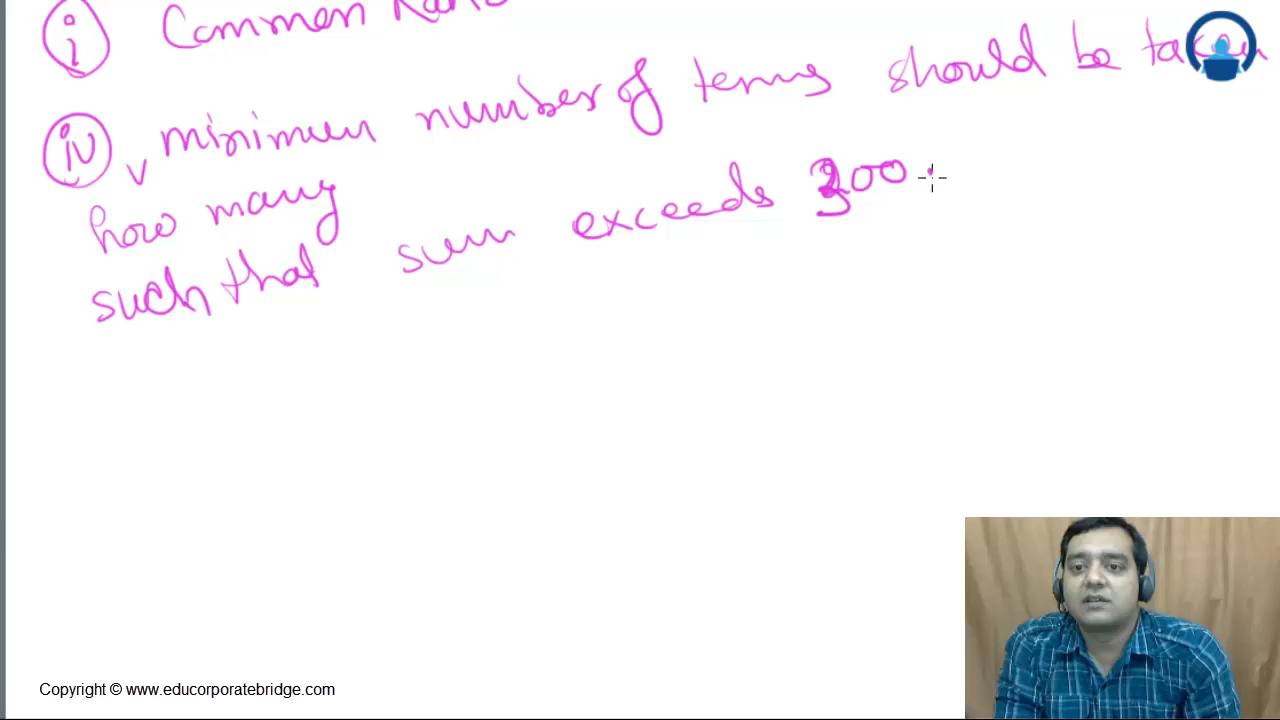 i Common
iv minimum number of terms should be taken
how many
such that sum exceeds 300.
Copyright © www.educorporatebridge.com